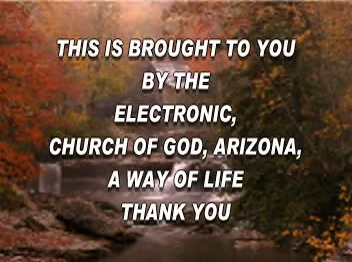 THIS IS BROUGHT TO YOU
BY THE
ELECTRONIC,
CHURCH OF GOD, ARIZONA,
A WAY OF LIFE
THANK YOU